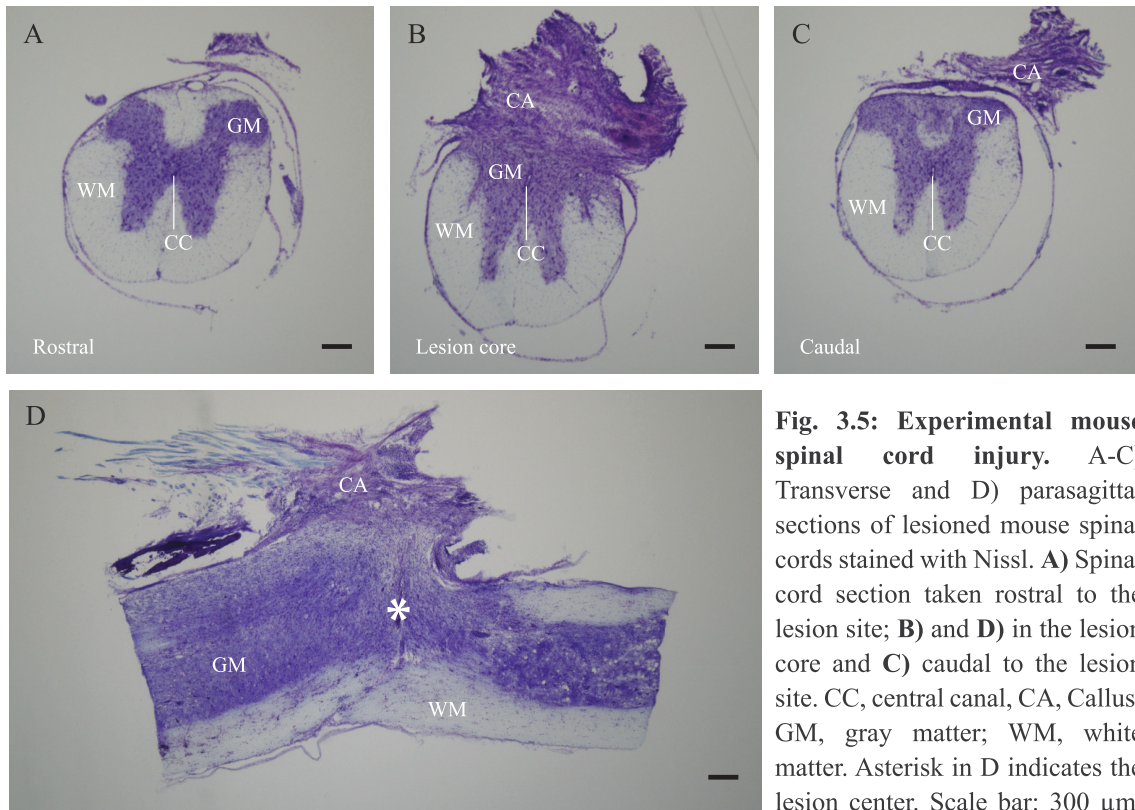 A
GM
WM
CC
Rostral
B
CA
GM
WM
CC
Lesion core
C
CA
GM
WM
CC
Caudal
D
CA
*
GM
WM
Fig. 3.5: Experimental mouse
spinal cord injury. A-C
Transverse and D) parasagitta
sections of lesioned mouse spina
cords stained with Nissl. A) Spina
cord section taken rostral to the
lesion site; B) and D) in the lesion
core and C) caudal to the lesion
site. CC, central canal, CA, Callus
GM, gray matter; WM, white
matter. Asterisk in D indicates the
lesion center. Scale bar: 300 µm